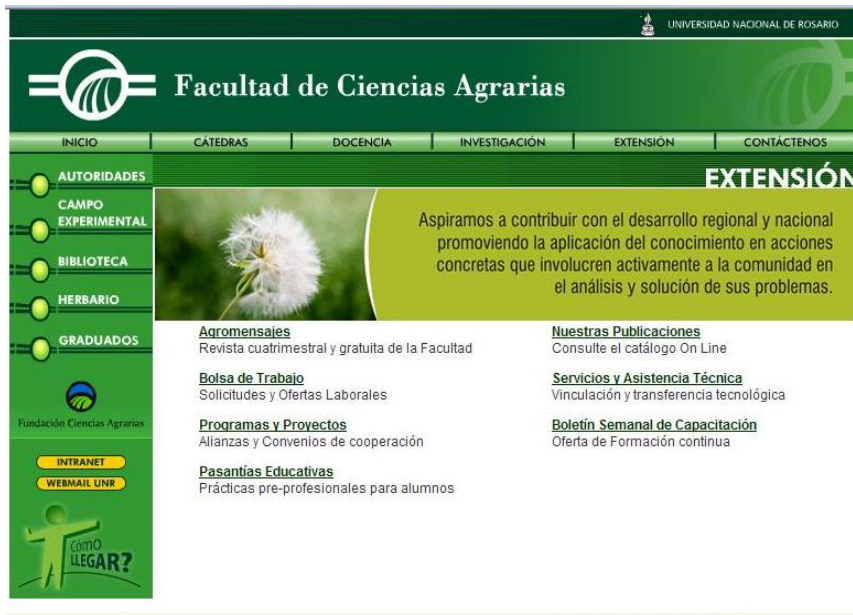 UNIVERSIDAD NACIONAL DE ROSARIO
Facultad de Ciencias Agrarias
INICIO
CÁTEDRAS
DOCENCIA
INVESTIGACIÓN
EXTENSIÓN
CONTÁCTENOS
AUTORIDADES
CAMPO
EXPERIMENTAL
BIBLIOTECA
HERBARIO
GRADUADOS
Fundación Ciencias Agrarias
INTRANET
WEBMAIL UNR
CÓMO
LLEGAR?
EXTENSIÓN
Aspiramos a contribuir con el desarrollo regional y nacional
promoviendo la aplicación del conocimiento en acciones
concretas que involucren activamente a la comunidad en
el análisis y solución de sus problemas.
Agromensajes
Revista cuatrimestral y gratuita de la Facultad
Bolsa de Trabajo
Solicitudes y Ofertas Laborales
Programas y Proyectos
Alianzas y Convenios de cooperación
Pasantías Educativas
Prácticas pre-profesionales para alumnos
Nuestras Publicaciones
Consulte el catálogo On Line
Servicios y Asistencia Técnica
Vinculación y transferencia tecnológica
Boletín Semanal de Capacitación
Oferta de Formación continua